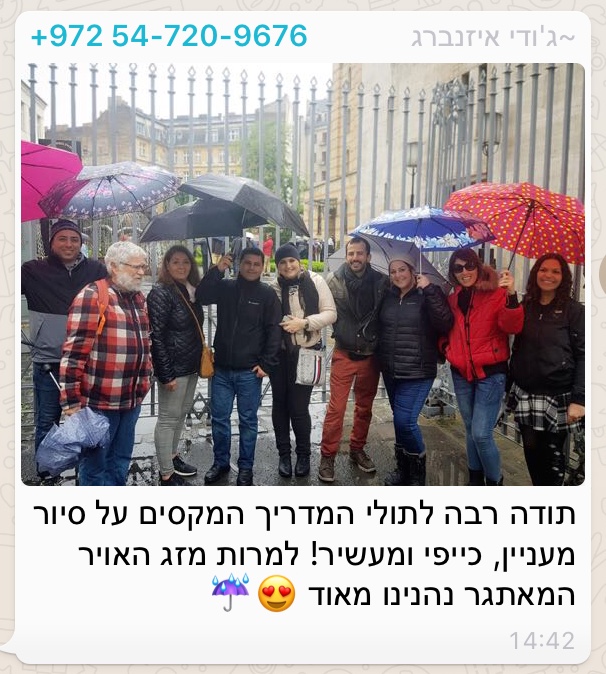 ~ג'ודי איזנברג +972 54-720-9676
תודה רבה לתולי המדריך המקסים על סיור
מעניין, כייפי ומעשיר! למרות מזג האויר
המאתגר נהנינו מאוד 😍☔
14:42